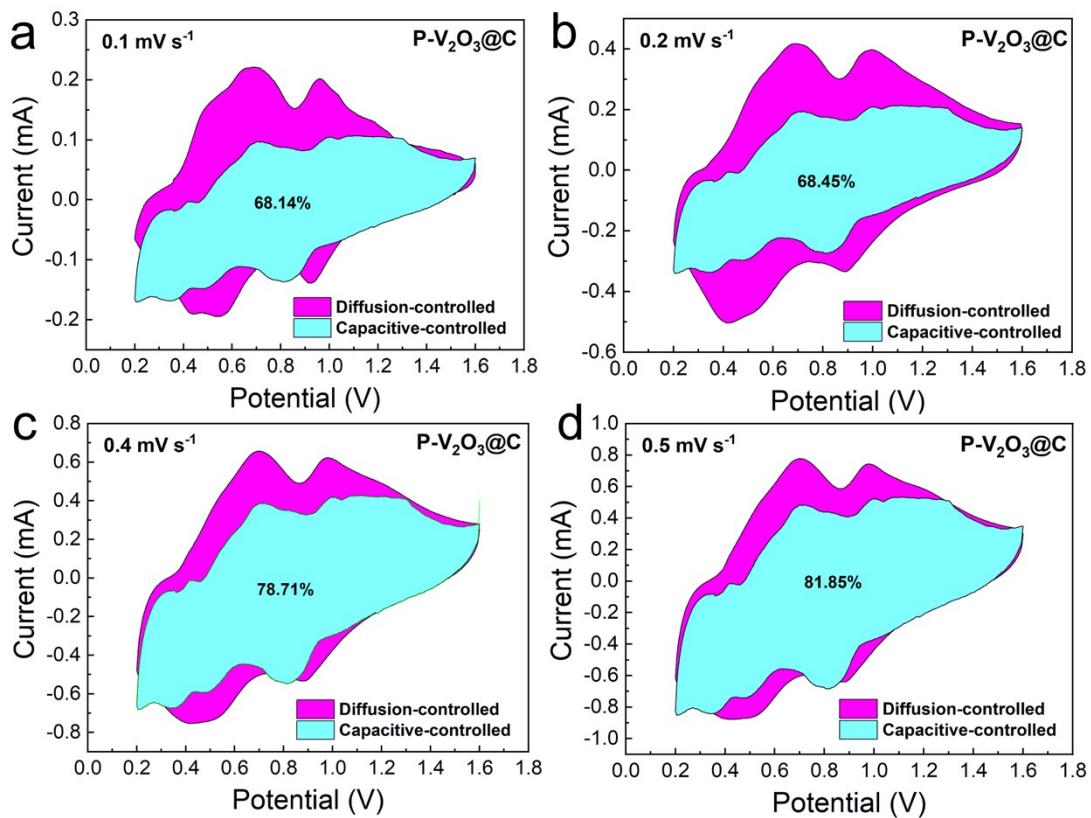 a
0.1 mV s⁻¹
P-V₂O₃@C
0.3
0.2
0.1
0.0
-0.1
-0.2
Current (mA)
68.14%
Diffusion-controlled
Capacitive-controlled
0.0 0.2 0.4 0.6 0.8 1.0 1.2 1.4 1.6 1.8
Potential (V)
b
0.2 mV s⁻¹
P-V₂O₃@C
0.4
0.2
0.0
-0.2
-0.4
-0.6
Current (mA)
68.45%
Diffusion-controlled
Capacitive-controlled
0.0 0.2 0.4 0.6 0.8 1.0 1.2 1.4 1.6 1.8
Potential (V)
c
0.4 mV s⁻¹
P-V₂O₃@C
0.8
0.6
0.4
0.2
0.0
-0.2
-0.4
-0.6
-0.8
Current (mA)
78.71%
Diffusion-controlled
Capacitive-controlled
0.0 0.2 0.4 0.6 0.8 1.0 1.2 1.4 1.6 1.8
Potential (V)
d
0.5 mV s⁻¹
P-V₂O₃@C
1.0
0.8
0.6
0.4
0.2
0.0
-0.2
-0.4
-0.6
-0.8
-1.0
Current (mA)
81.85%
Diffusion-controlled
Capacitive-controlled
0.0 0.2 0.4 0.6 0.8 1.0 1.2 1.4 1.6 1.8
Potential (V)